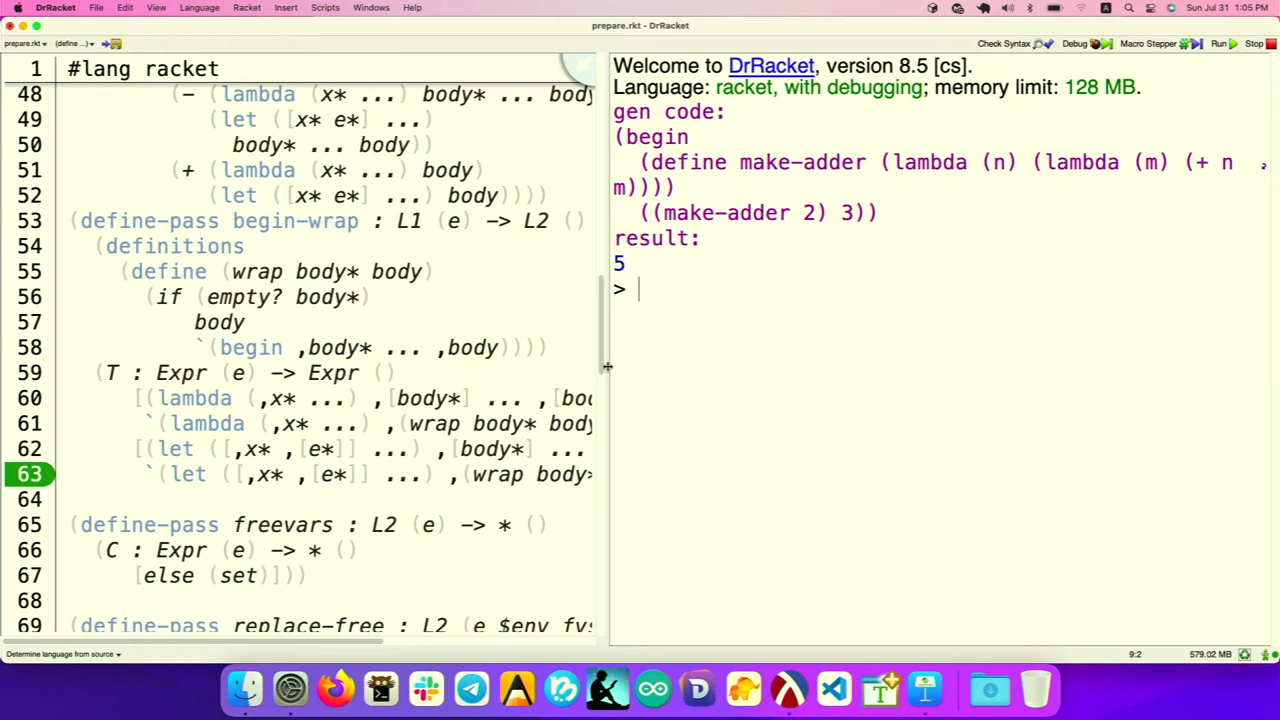 DrRacket File Edit View Language Racket Insert Scripts Windows Help Sun Jul 31 1:05 PM
prepare.rkt - DrRacket
prepare.rkt (define ...) Check Syntax Debug Macro Stepper Run Stop
1 #lang racket
48 (- (lambda (x* ...) body* ... body
49 (let ([x* e*] ...)
50 body* ... body))
51 (+ (lambda (x* ...) body)
52 (let ([x* e*] ...) body))))
53 (define-pass begin-wrap : L1 (e) -> L2 ()
54 (definitions
55 (define (wrap body* body)
56 (if (empty? body*)
57 body
58 `(begin ,body* ... ,body))))
59 (T : Expr (e) -> Expr ()
60 [(lambda (,x* ...) ,[body*] ... ,[bod
61 `(lambda (,x* ...) ,(wrap body* body
62 [(let ([,x* ,[e*]] ...) ,[body*] ...
63 `(let ([,x* ,[e*]] ...) ,(wrap body*
64
65 (define-pass freevars : L2 (e) -> * ()
66 (C : Expr (e) -> * ()
67 [else (set)]))
68
69 (define-pass replace-free : L2 (e $env fvs
Determine language from source
Welcome to DrRacket, version 8.5 [cs].
Language: racket, with debugging; memory limit: 128 MB.
gen code:
(begin
(define make-adder (lambda (n) (lambda (m) (+ n
m))))
((make-adder 2) 3))
result:
5
>
9:2 579.02 MB